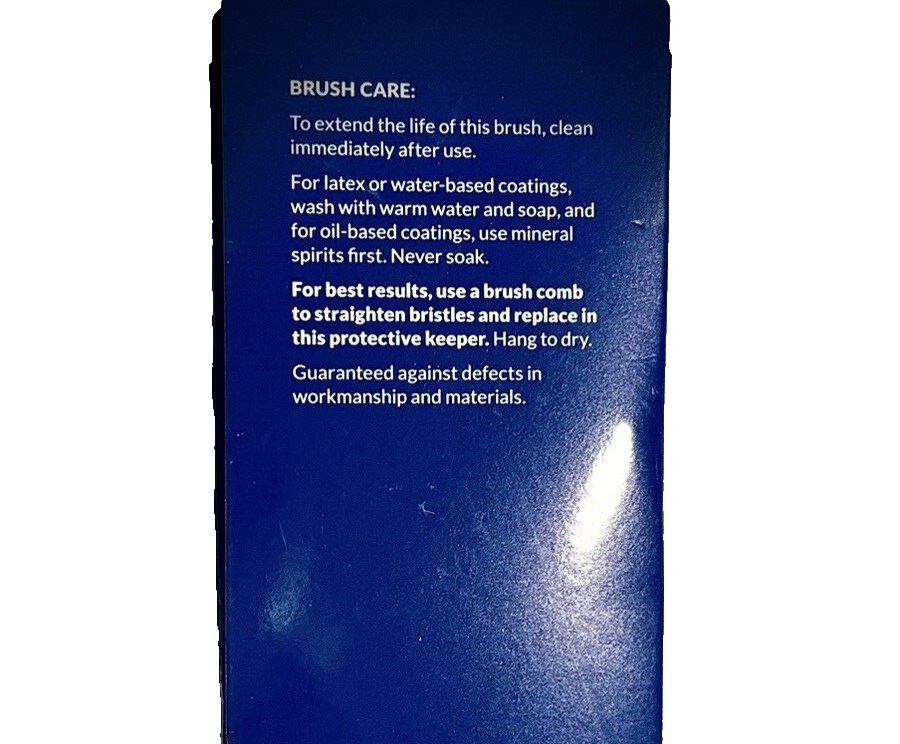 BRUSH CARE:
To extend the life of this brush, clean
immediately after use.
For latex or water-based coatings,
wash with warm water and soap, and
for oil-based coatings, use mineral
spirits first. Never soak.
For best results, use a brush comb
to straighten bristles and replace in
this protective keeper. Hang to dry.
Guaranteed against defects in
workmanship and materials.